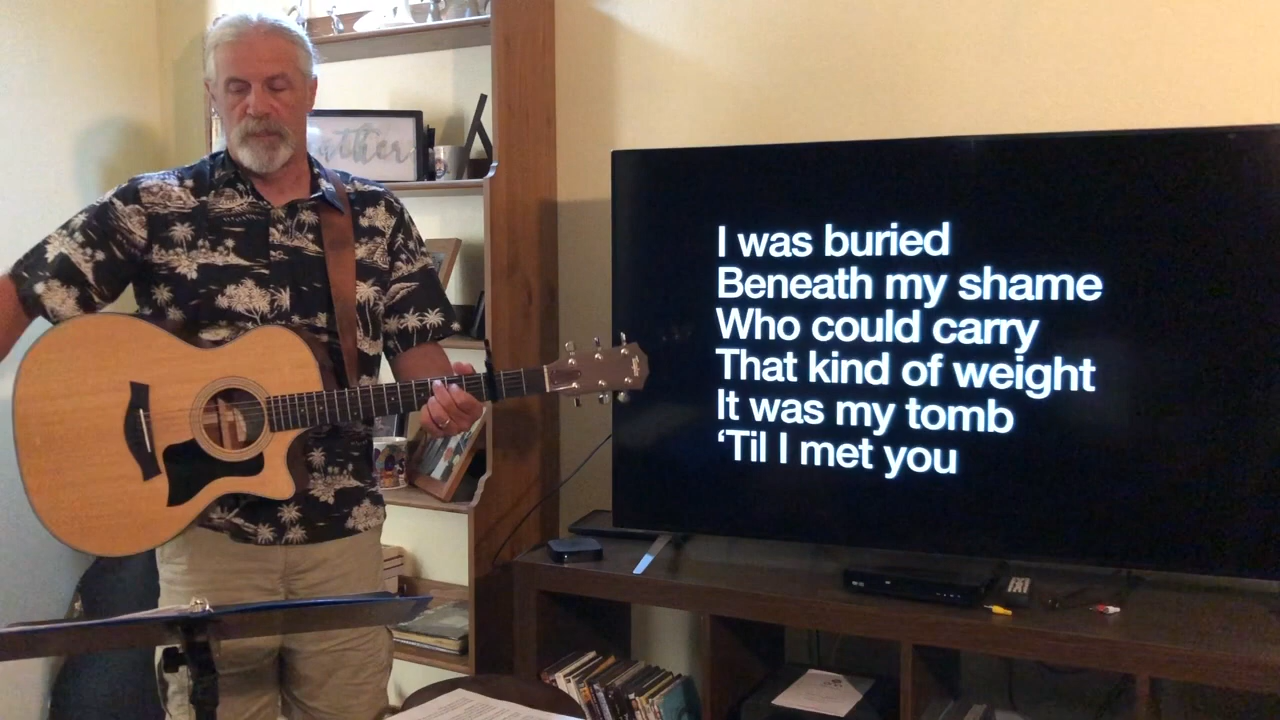 I was buried
Beneath my shame
Who could carry
That kind of weight
It was my tomb
‘Til I met you
Taylor